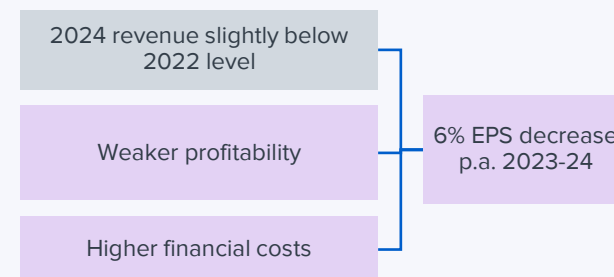 2024 revenue slightly below
2022 level
Weaker profitability
6% EPS decrease
p.a. 2023-24
Higher financial costs